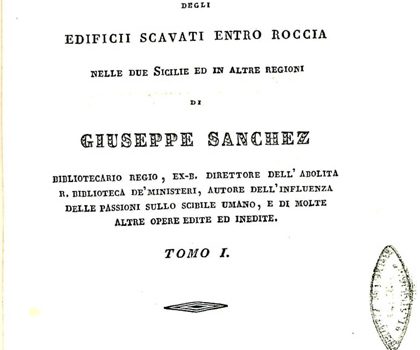 DEGLI
EDIFICII SCAVATI ENTRO ROCCIA
NELLE DUE SICILIE ED IN ALTRE REGIONI
DI
GIUSEPPE SANCHEZ
BIBLIOTECARIO REGIO, EX-B. DIRETTORE DELL' ABOLITA
R. BIBLIOTECA DE' MINISTERI, AUTORE DELL'INFLUENZA
DELLE PASSIONI SULLO SCIBILE UMANO, E DI MOLTE
ALTRE OPERE EDITE ED INEDITE.
TOMO I.